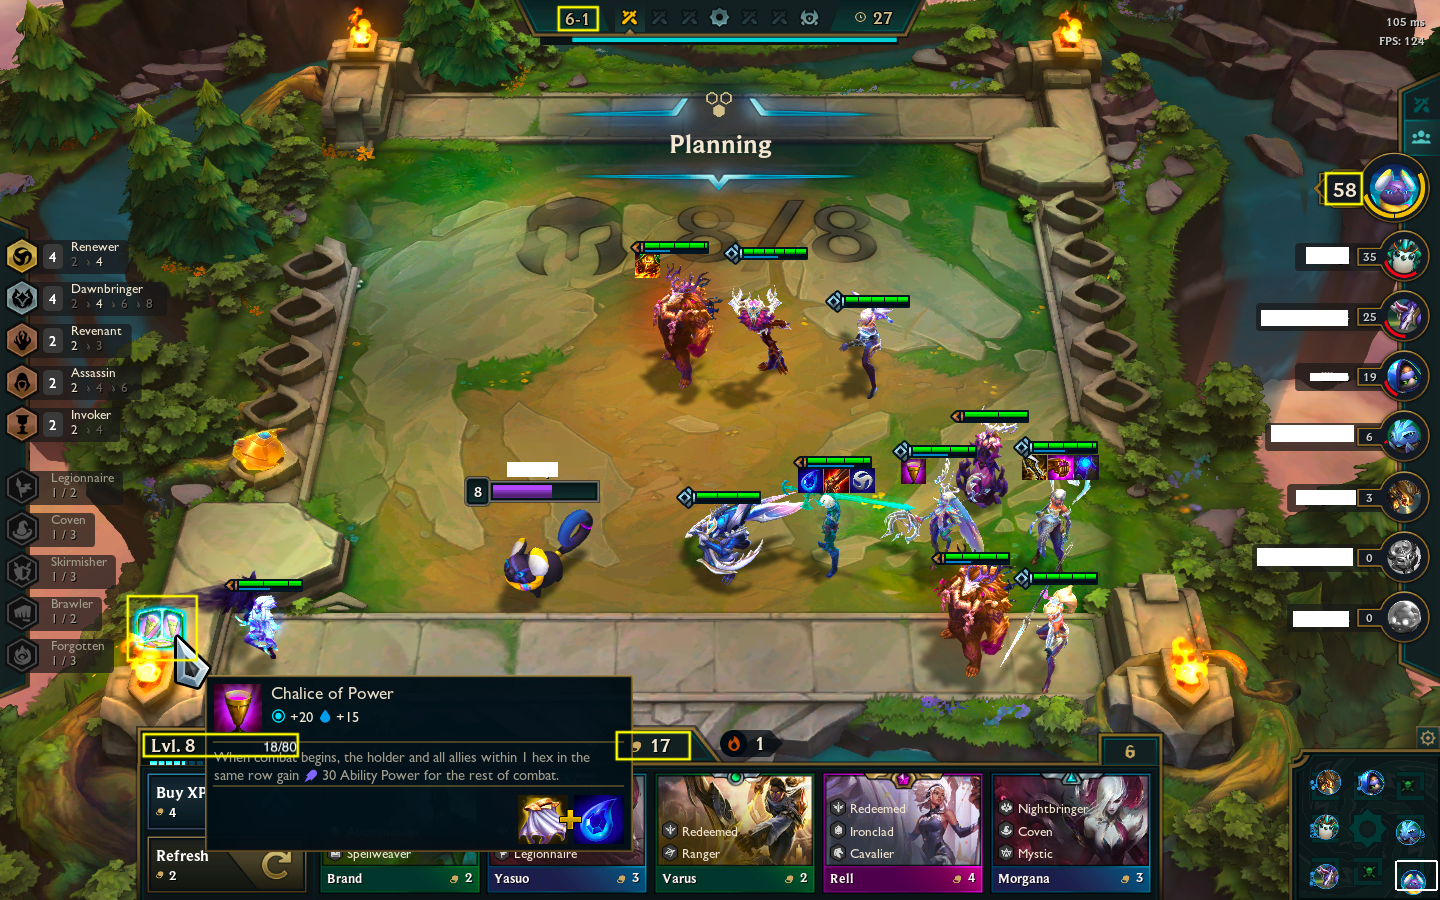 6-1
27
105 ms
FPS: 124
Planning
8/8
58
35
25
19
6
3
0
0
4
Renewer
2 › 4
4
Dawnbringer
2 › 4 › 6 › 8
2
Revenant
2 › 3
2
Assassin
2 › 4 › 6
2
Invoker
2 › 4
Legionnaire
1 / 2
Coven
1 / 3
Skirmisher
1 / 3
Brawler
1 / 2
Forgotten
1 / 3
8
Chalice of Power
+20 +15
When combat begins, the holder and all allies within 1 hex in the
same row gain 30 Ability Power for the rest of combat.
Lvl. 8
18/80
17
1
6
Buy XP
4
Refresh
2
Spellweaver
Brand 2
Legionnaire
Yasuo 3
Redeemed
Ranger
Varus 2
Redeemed
Ironclad
Cavalier
Rell 4
Nightbringer
Coven
Mystic
Morgana 3